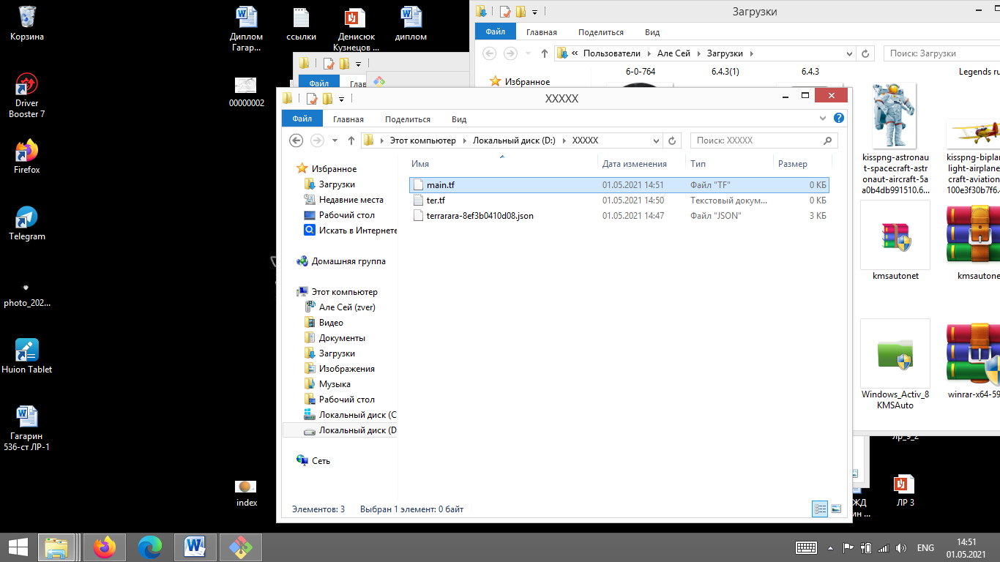 Корзина
Driver
Booster 7
Firefox
Telegram
photo_202...
Huion Tablet
Гагарин
536-ст ЛР-1
Диплом
Гагар...
ссылки
Денисюк
Кузнецов ...
диплом
00000002
index
Файл
Загрузки
Файл
Главная
Поделиться
Вид
« Пользователи
Але Сей
Загрузки
Поиск: Загрузки
Избранное
6-0-764
6.4.3(1)
6.4.3
Legends ru
kisspng-astronau
t-spacecraft-astr
onaut-aircraft-5a
a0b4db991510.6...
kisspng-biplan
light-airplane
craft-aviation
100e3f30b7f6.4
kmsautonet
kmsautone
Windows_Activ_8
KMSAuto
winrar-x64-59
XXXXX
Файл
Главная
Поделиться
Вид
Этот компьютер
Локальный диск (D:)
XXXXX
Поиск: XXXXX
Имя
Дата изменения
Тип
Размер
main.tf 01.05.2021 14:51 Файл "TF" 0 КБ
ter.tf 01.05.2021 14:50 Текстовый докум... 0 КБ
terrarara-8ef3b0410d08.json 01.05.2021 14:47 Файл "JSON" 3 КБ
Избранное
Загрузки
Недавние места
Рабочий стол
Искать в Интернете
Домашняя группа
Этот компьютер
Але Сей (zver)
Видео
Документы
Загрузки
Изображения
Музыка
Рабочий стол
Локальный диск (C
Локальный диск (D
Сеть
Элементов: 3
Выбран 1 элемент: 0 байт
ЛР 3
ENG
14:51
01.05.2021